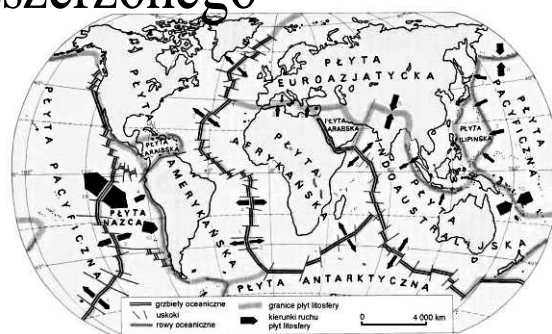 szerzonego
PŁYTA
EUROAZJATYCKA
PŁYTA PACYFICZNA
PŁYTA
AMERYKAŃSKA
PŁYTA
PŁYTA
ARABSKA
PŁYTA
FILIPIŃSKA
PŁYTA
PACYFICZNA
PŁYTA
AFRYKAŃSKA
PŁYTA
INDOAUSTRALIJSKA
PŁYTA
NAZCA
PŁYTA ANTARKTYCZNA
grzbiety oceaniczne
uskoki
rowy oceaniczne
granice płyt litosfery
kierunki ruchu
płyt litosfery
0 4 000 km